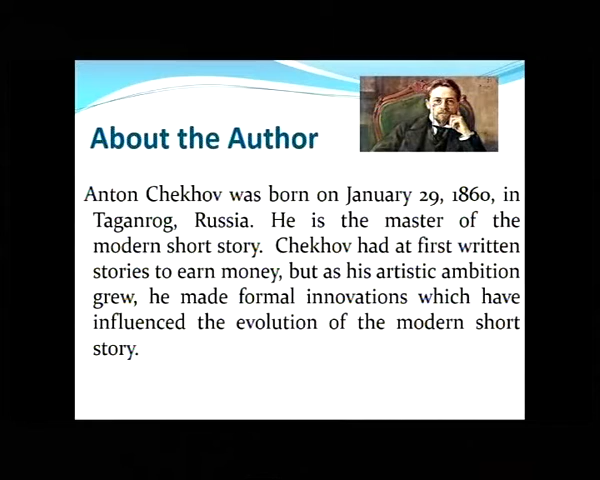 About the Author
Anton Chekhov was born on January 29, 1860, in
Taganrog, Russia. He is the master of the
modern short story. Chekhov had at first written
stories to earn money, but as his artistic ambition
grew, he made formal innovations which have
influenced the evolution of the modern short
story.